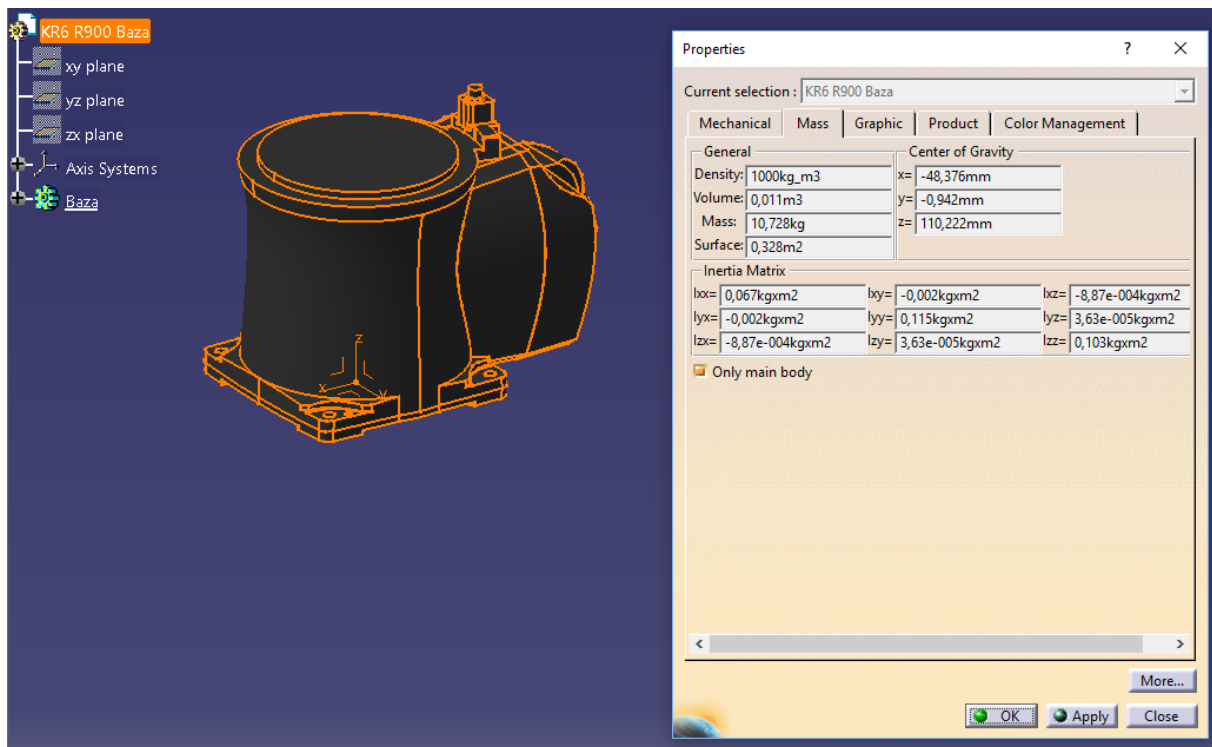 KR6 R900 Baza
xy plane
yz plane
zx plane
Axis Systems
Baza
z
x
y
Properties ? ×
Current selection : KR6 R900 Baza
Mechanical Mass Graphic Product Color Management
General Center of Gravity
Density: 1000kg_m3 x= -48,376mm
Volume: 0,011m3 y= -0,942mm
Mass: 10,728kg z= 110,222mm
Surface: 0,328m2
Inertia Matrix
Ixx= 0,067kgxm2 Ixy= -0,002kgxm2 Ixz= -8,87e-004kgxm2
Iyx= -0,002kgxm2 Iyy= 0,115kgxm2 Iyz= 3,63e-005kgxm2
Izx= -8,87e-004kgxm2 Izy= 3,63e-005kgxm2 Izz= 0,103kgxm2
Only main body
More...
OK Apply Close